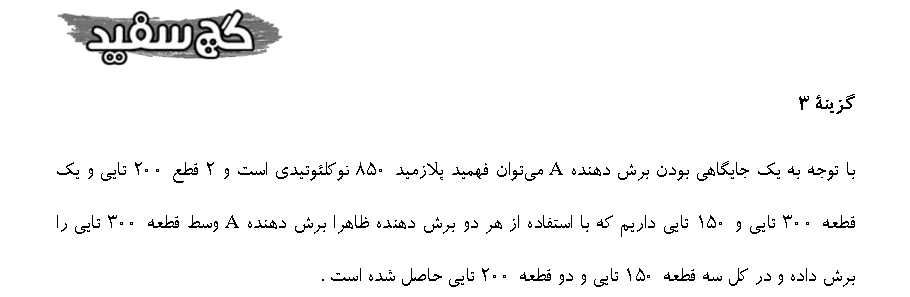 گچ سفید
گزینهٔ ۳
با توجه به یک جایگاهی بودن برش دهنده A می‌توان فهمید پلازمید ۸۵۰ نوکلئوتیدی است و ۲ قطع ۲۰۰ تایی و یک
قطعه ۳۰۰ تایی و ۱۵۰ تایی داریم که با استفاده از هر دو برش دهنده ظاهرا برش دهنده A وسط قطعه ۳۰۰ تایی را
برش داده و در کل سه قطعه ۱۵۰ تایی و دو قطعه ۲۰۰ تایی حاصل شده است .